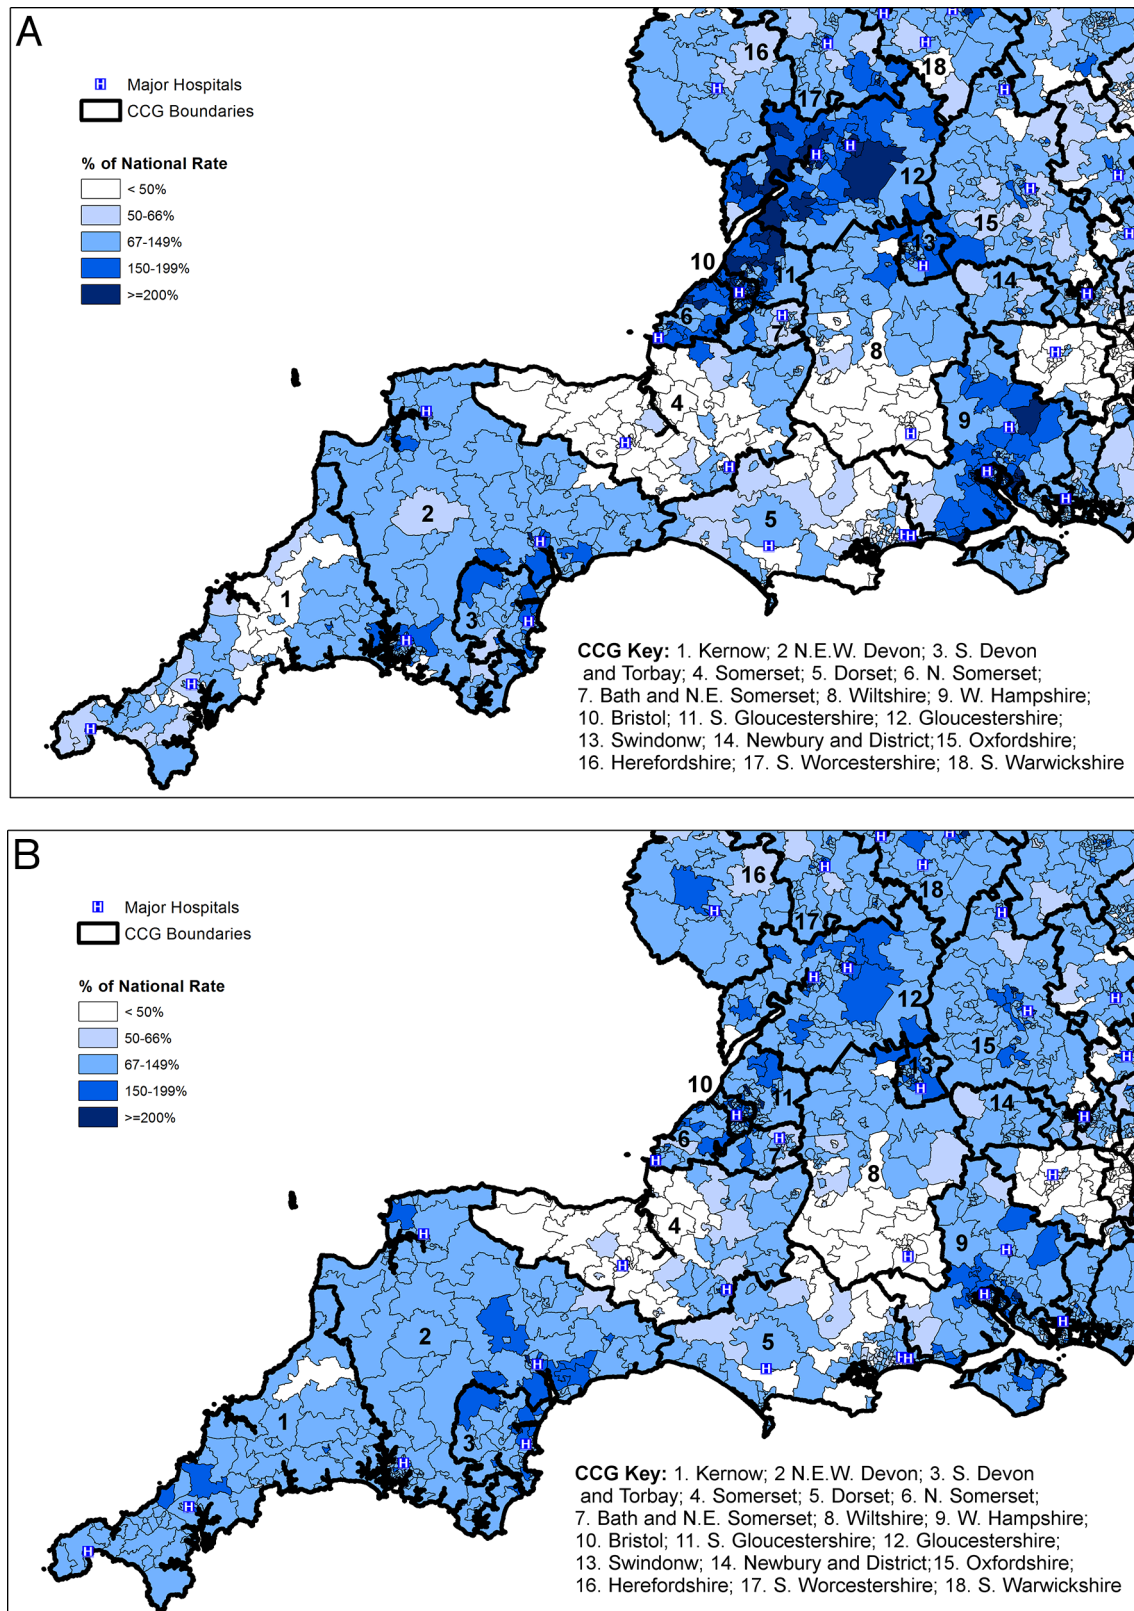 A
H Major Hospitals
CCG Boundaries
% of National Rate
< 50%
50-66%
67-149%
150-199%
>=200%
16
18
17
12
15
13
10
11
14
6
7
8
4
9
2
5
1
3
CCG Key: 1. Kernow; 2 N.E.W. Devon; 3. S. Devon
and Torbay; 4. Somerset; 5. Dorset; 6. N. Somerset;
7. Bath and N.E. Somerset; 8. Wiltshire; 9. W. Hampshire;
10. Bristol; 11. S. Gloucestershire; 12. Gloucestershire;
13. Swindonw; 14. Newbury and District;15. Oxfordshire;
16. Herefordshire; 17. S. Worcestershire; 18. S. Warwickshire
B
H Major Hospitals
CCG Boundaries
% of National Rate
< 50%
50-66%
67-149%
150-199%
>=200%
16
18
17
12
15
13
10
11
14
6
7
8
4
9
2
5
1
3
CCG Key: 1. Kernow; 2 N.E.W. Devon; 3. S. Devon
and Torbay; 4. Somerset; 5. Dorset; 6. N. Somerset;
7. Bath and N.E. Somerset; 8. Wiltshire; 9. W. Hampshire;
10. Bristol; 11. S. Gloucestershire; 12. Gloucestershire;
13. Swindonw; 14. Newbury and District;15. Oxfordshire;
16. Herefordshire; 17. S. Worcestershire; 18. S. Warwickshire